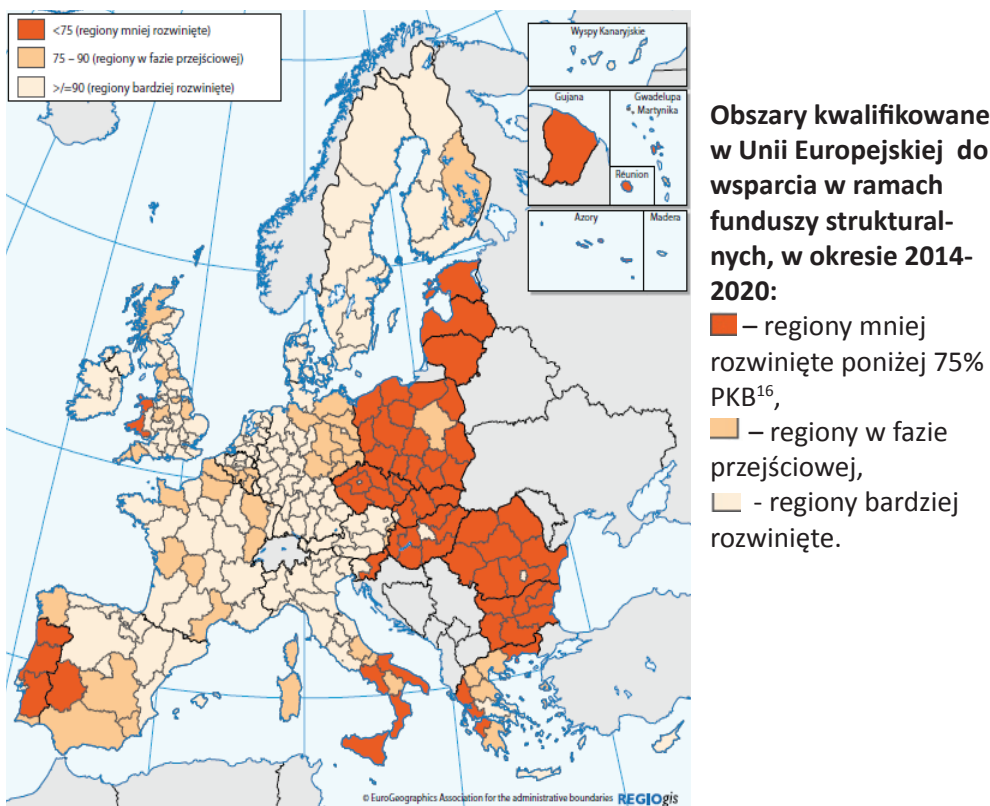 <75 (regiony mniej rozwinięte)
75 – 90 (regiony w fazie przejściowej)
>/=90 (regiony bardziej rozwinięte)
Wyspy Kanaryjskie
Gujana
Gwadelupa
Martynika
Réunion
Azory
Madera
© EuroGeographics Association for the administrative boundaries REGIOgis
Obszary kwalifikowane
w Unii Europejskiej do
wsparcia w ramach
funduszy struktural-
nych, w okresie 2014-
2020:
– regiony mniej
rozwinięte poniżej 75%
PKB16,
– regiony w fazie
przejściowej,
- regiony bardziej
rozwinięte.